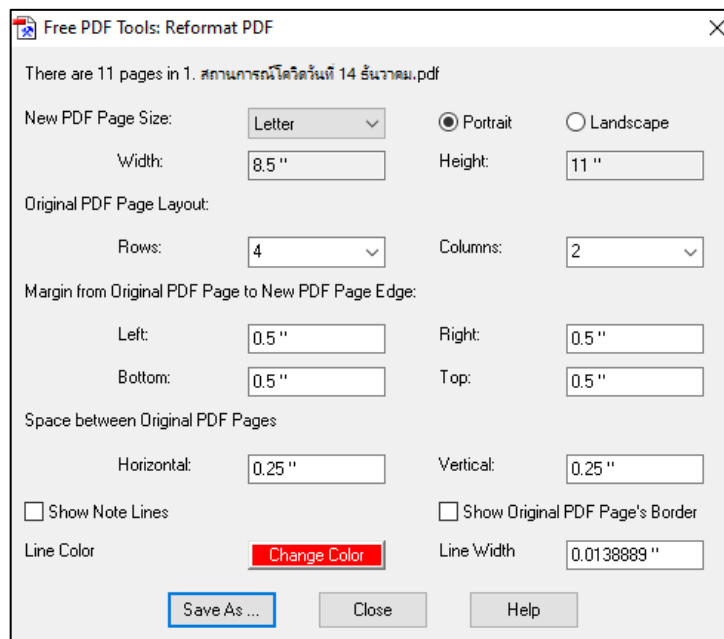 Free PDF Tools: Reformat PDF
There are 11 pages in 1. สถานการณ์โควิดวันที่ 14 ธันวาคม.pdf
New PDF Page Size: Letter Portrait Landscape
Width: 8.5 " Height: 11 "
Original PDF Page Layout:
Rows: 4 Columns: 2
Margin from Original PDF Page to New PDF Page Edge:
Left: 0.5 " Right: 0.5 "
Bottom: 0.5 " Top: 0.5 "
Space between Original PDF Pages
Horizontal: 0.25 " Vertical: 0.25 "
Show Note Lines Show Original PDF Page's Border
Line Color Change Color Line Width 0.0138889 "
Save As ... Close Help